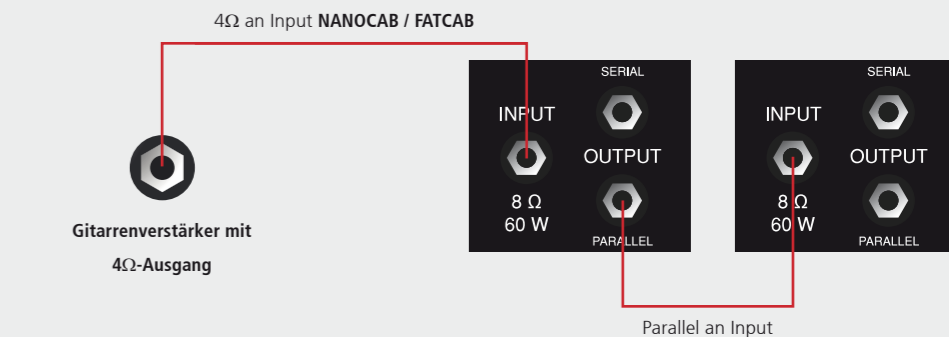 4Ω an Input NANOCAB / FATCAB
Gitarrenverstärker mit
4Ω-Ausgang
SERIAL
INPUT
OUTPUT
8 Ω
60 W
PARALLEL
SERIAL
INPUT
OUTPUT
8 Ω
60 W
PARALLEL
Parallel an Input